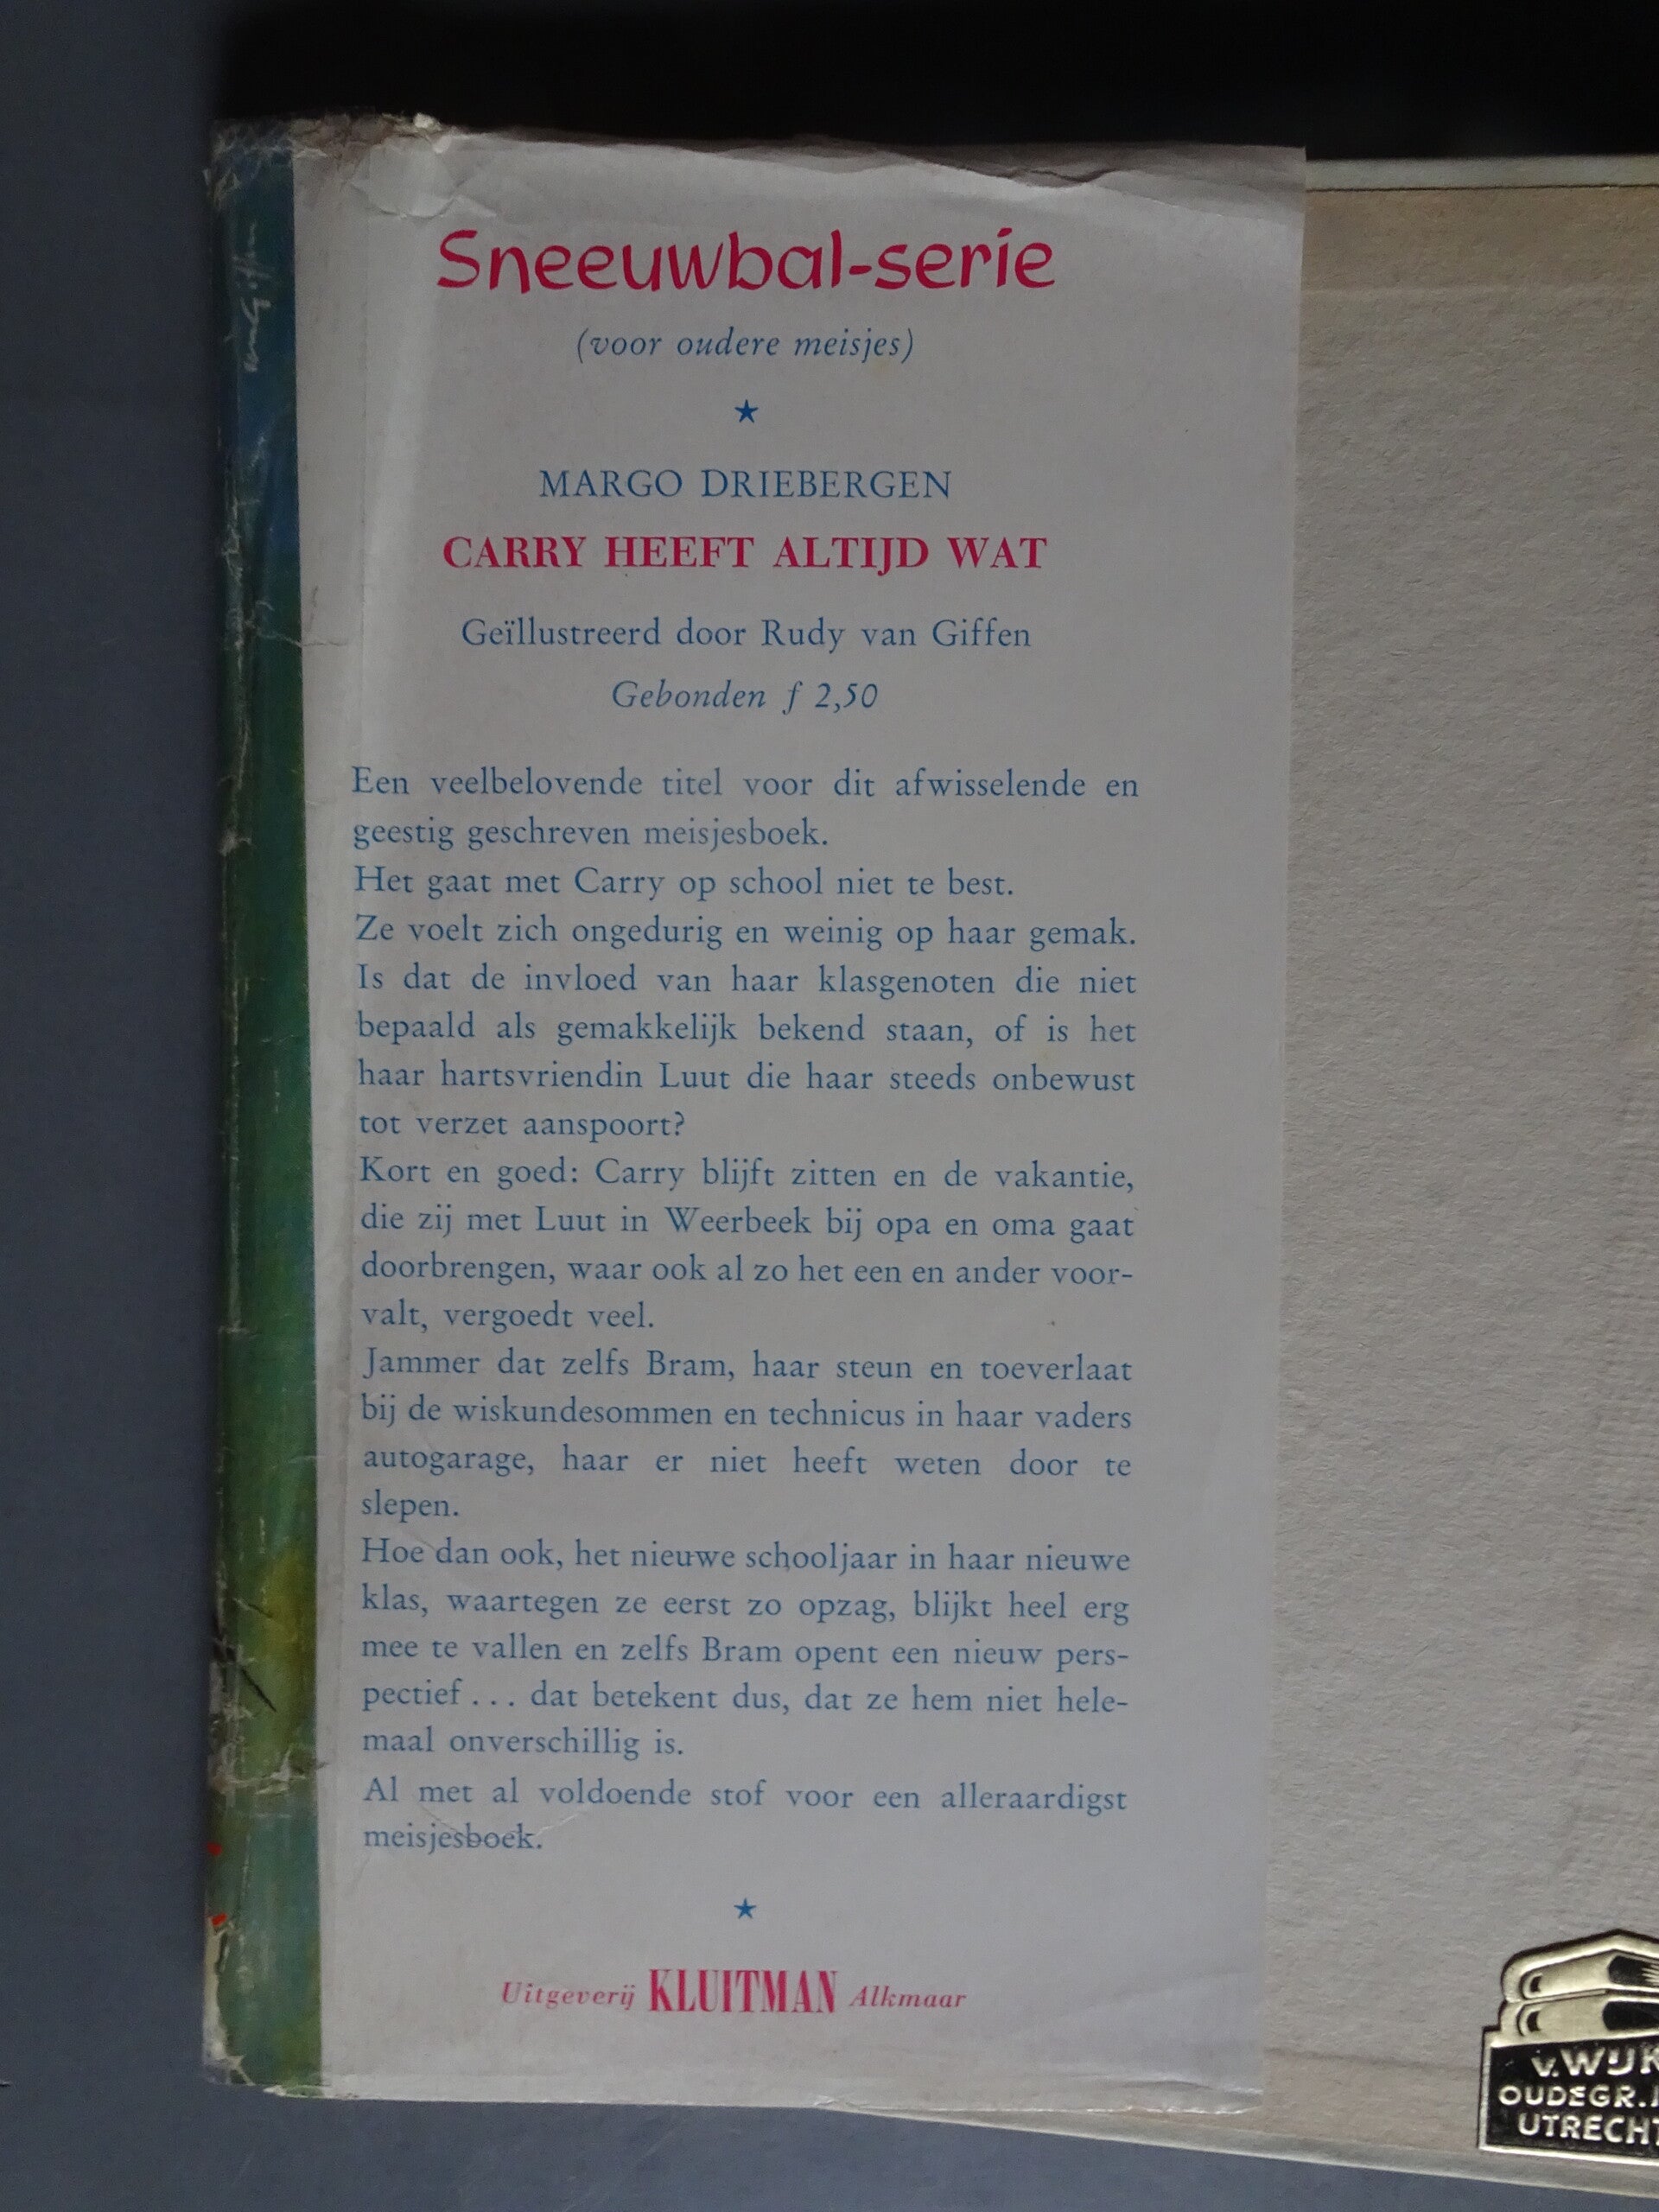 Sneeuwbal-serie
(voor oudere meisjes)
★
MARGO DRIEBERGEN
CARRY HEEFT ALTIJD WAT
Geïllustreerd door Rudy van Giffen
Gebonden ƒ 2,50
Een veelbelovende titel voor dit afwisselende en
geestig geschreven meisjesboek.
Het gaat met Carry op school niet te best.
Ze voelt zich ongedurig en weinig op haar gemak.
Is dat de invloed van haar klasgenoten die niet
bepaald als gemakkelijk bekend staan, of is het
haar hartsvriendin Luut die haar steeds onbewust
tot verzet aanspoort?
Kort en goed: Carry blijft zitten en de vakantie,
die zij met Luut in Weerbeek bij opa en oma gaat
doorbrengen, waar ook al zo het een en ander voor-
valt, vergoedt veel.
Jammer dat zelfs Bram, haar steun en toeverlaat
bij de wiskundesommen en technicus in haar vaders
autogarage, haar er niet heeft weten door te
slepen.
Hoe dan ook, het nieuwe schooljaar in haar nieuwe
klas, waartegen ze eerst zo opzag, blijkt heel erg
mee te vallen en zelfs Bram opent een nieuw pers-
pectief ... dat betekent dus, dat ze hem niet hele-
maal onverschillig is.
Al met al voldoende stof voor een alleraardigst
meisjesboek.
★
Uitgeverij KLUITMAN Alkmaar
v. WIJK
OUDEGR.
UTRECHT